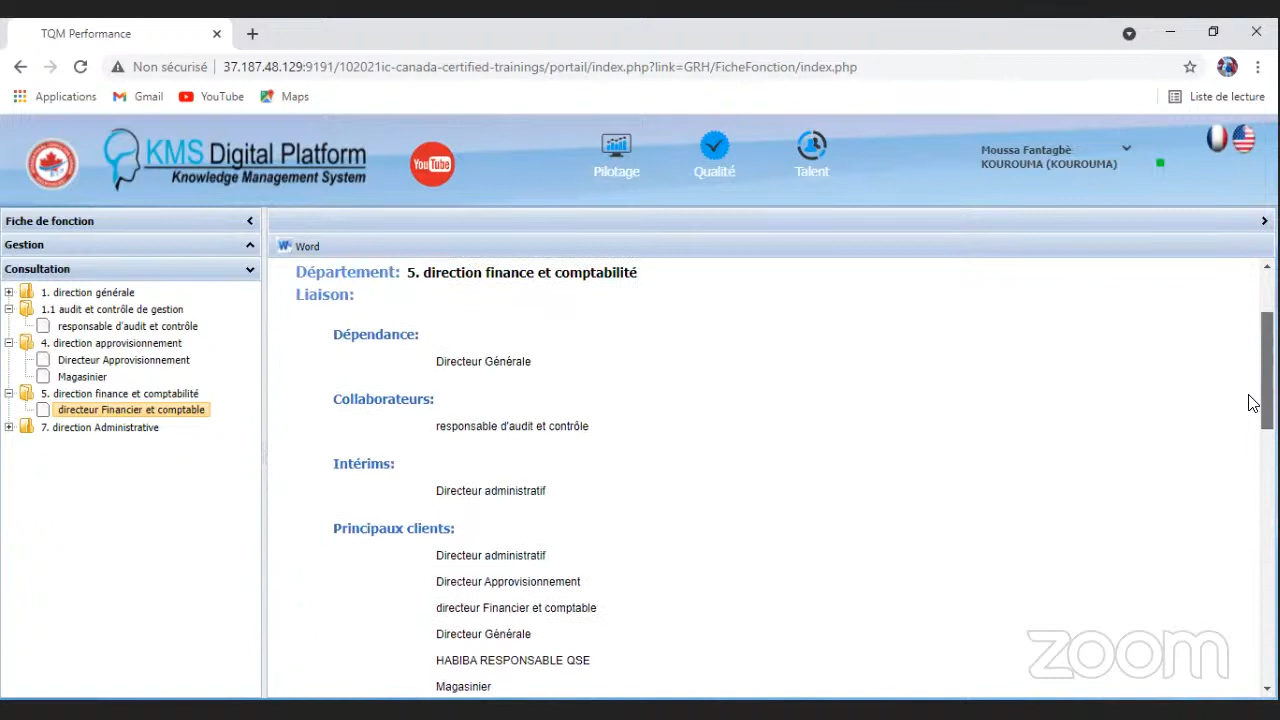 TQM Performance
Non sécurisé 37.187.48.129:9191/102021ic-canada-certified-trainings/portail/index.php?link=GRH/FicheFonction/index.php
Applications Gmail YouTube Maps Liste de lecture
KMS Digital Platform
Knowledge Management System
YouTube
Pilotage
Qualité
Talent
Moussa Fantagbè
KOUROUMA (KOUROUMA)
Fiche de fonction
Gestion
Consultation
1. direction générale
1.1 audit et contrôle de gestion
responsable d'audit et contrôle
4. direction approvisionnement
Directeur Approvisionnement
Magasinier
5. direction finance et comptabilité
directeur Financier et comptable
7. direction Administrative
Word
Département: 5. direction finance et comptabilité
Liaison:
Dépendance:
Directeur Générale
Collaborateurs:
responsable d'audit et contrôle
Intérims:
Directeur administratif
Principaux clients:
Directeur administratif
Directeur Approvisionnement
directeur Financier et comptable
Directeur Générale
HABIBA RESPONSABLE QSE
Magasinier
zoom